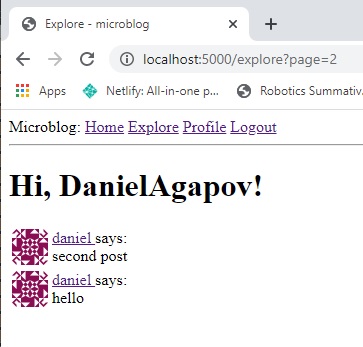 Explore - microblog
localhost:5000/explore?page=2
Apps Netlify: All-in-one p... Robotics Summativ.
Microblog: Home Explore Profile Logout
Hi, DanielAgapov!
daniel says:
second post
daniel says:
hello